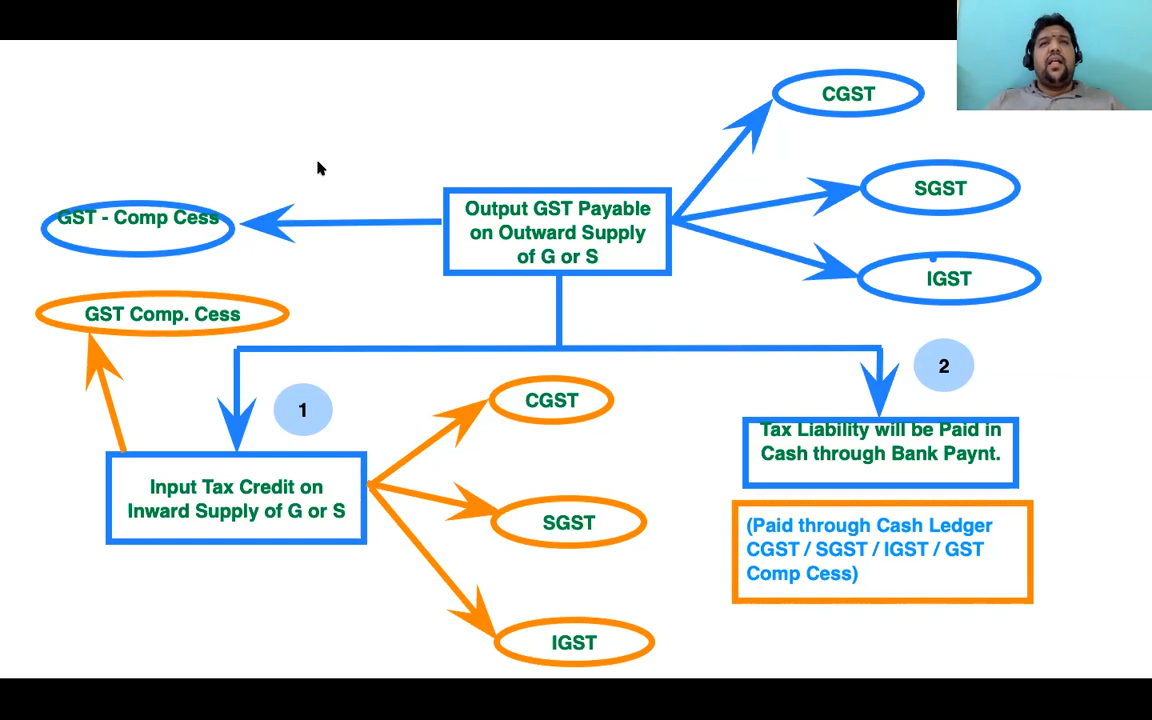 CGST
SGST
IGST
Output GST Payable
on Outward Supply
of G or S
GST - Comp Cess
GST Comp. Cess
1
2
CGST
SGST
IGST
Input Tax Credit on
Inward Supply of G or S
Tax Liability will be Paid in
Cash through Bank Paynt.
(Paid through Cash Ledger
CGST / SGST / IGST / GST
Comp Cess)